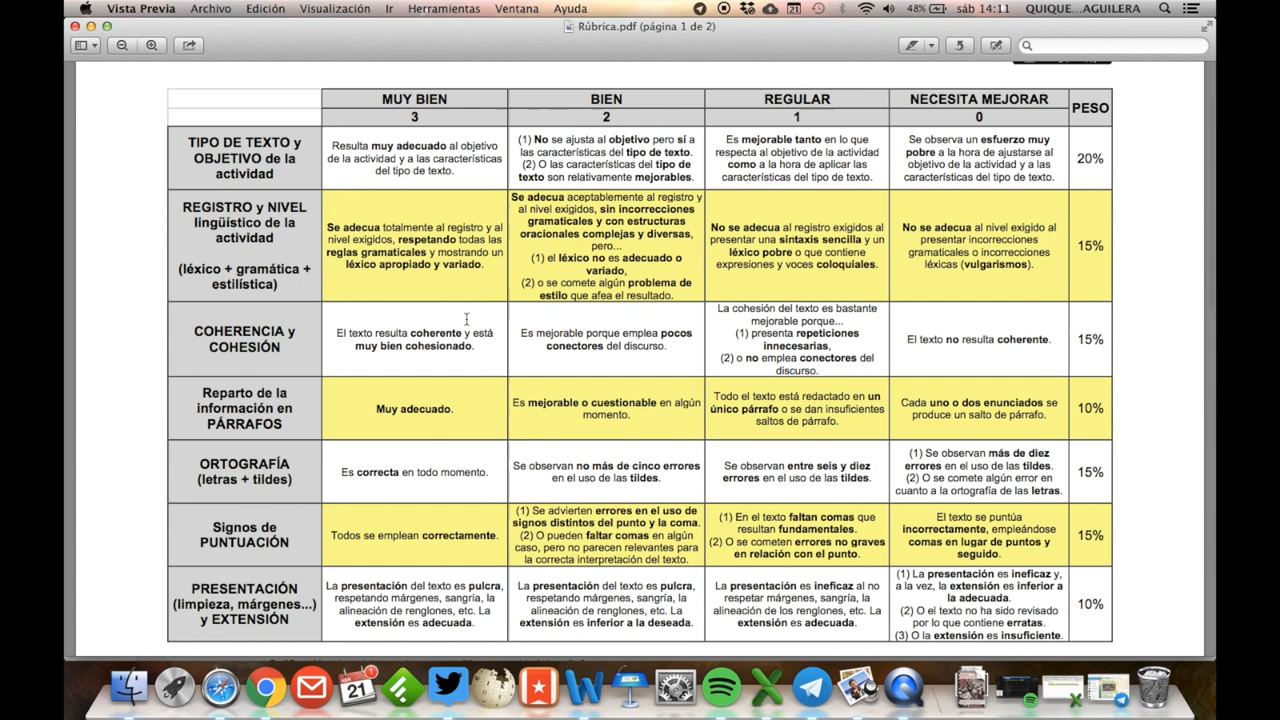 Vista Previa Archivo Edición Visualización Ir Herramientas Ventana Ayuda 48% sáb 14:11 QUIQUE...AGUILERA
Rúbrica.pdf (página 1 de 2)
MUY BIEN BIEN REGULAR NECESITA MEJORAR PESO
3 2 1 0
TIPO DE TEXTO y
OBJETIVO de la
actividad
Resulta muy adecuado al objetivo
de la actividad y a las características
del tipo de texto.
(1) No se ajusta al objetivo pero sí a
las características del tipo de texto.
(2) O las características del tipo de
texto son relativamente mejorables.
Es mejorable tanto en lo que
respecta al objetivo de la actividad
como a la hora de aplicar las
características del tipo de texto.
Se observa un esfuerzo muy
pobre a la hora de ajustarse al
objetivo de la actividad y a las
características del tipo de texto.
20%
REGISTRO y NIVEL
lingüístico de la
actividad
(léxico + gramática +
estilística)
Se adecua totalmente al registro y al
nivel exigidos, respetando todas las
reglas gramaticales y mostrando un
léxico apropiado y variado.
Se adecua aceptablemente al registro y
al nivel exigidos, sin incorrecciones
gramaticales y con estructuras
oracionales complejas y diversas,
pero...
(1) el léxico no es adecuado o
variado,
(2) o se comete algún problema de
estilo que afea el resultado.
No se adecua al registro exigidos al
presentar una sintaxis sencilla y un
léxico pobre o que contiene
expresiones y voces coloquiales.
No se adecua al nivel exigido al
presentar incorrecciones
gramaticales o incorrecciones
léxicas (vulgarismos).
15%
COHERENCIA y
COHESIÓN
El texto resulta coherente y está
muy bien cohesionado.
Es mejorable porque emplea pocos
conectores del discurso.
La cohesión del texto es bastante
mejorable porque...
(1) presenta repeticiones
innecesarias,
(2) o no emplea conectores del
discurso.
El texto no resulta coherente.
15%
Reparto de la
información en
PÁRRAFOS
Muy adecuado.
Es mejorable o cuestionable en algún
momento.
Todo el texto está redactado en un
único párrafo o se dan insuficientes
saltos de párrafo.
Cada uno o dos enunciados se
produce un salto de párrafo.
10%
ORTOGRAFÍA
(letras + tildes)
Es correcta en todo momento.
Se observan no más de cinco errores
en el uso de las tildes.
Se observan entre seis y diez
errores en el uso de las tildes.
(1) Se observan más de diez
errores en el uso de las tildes.
(2) O se comete algún error en
cuanto a la ortografía de las letras.
15%
Signos de
PUNTUACIÓN
Todos se emplean correctamente.
(1) Se advierten errores en el uso de
signos distintos del punto y la coma.
(2) O pueden faltar comas en algún
caso, pero no parecen relevantes para
la correcta interpretación del texto.
(1) En el texto faltan comas que
resultan fundamentales.
(2) O se cometen errores no graves
en relación con el punto.
El texto se puntúa
incorrectamente, empleándose
comas en lugar de puntos y
seguido.
15%
PRESENTACIÓN
(limpieza, márgenes...)
y EXTENSIÓN
La presentación del texto es pulcra,
respetando márgenes, sangría, la
alineación de renglones, etc. La
extensión es adecuada.
La presentación del texto es pulcra,
respetando márgenes, sangría, la
alineación de renglones, etc. La
extensión es inferior a la deseada.
La presentación es ineficaz al no
respetar márgenes, sangría, la
alineación de los renglones, etc. La
extensión es adecuada.
(1) La presentación es ineficaz y,
a la vez, la extensión es inferior a
la adecuada.
(2) O el texto no ha sido revisado
por lo que contiene erratas.
(3) O la extensión es insuficiente.
10%